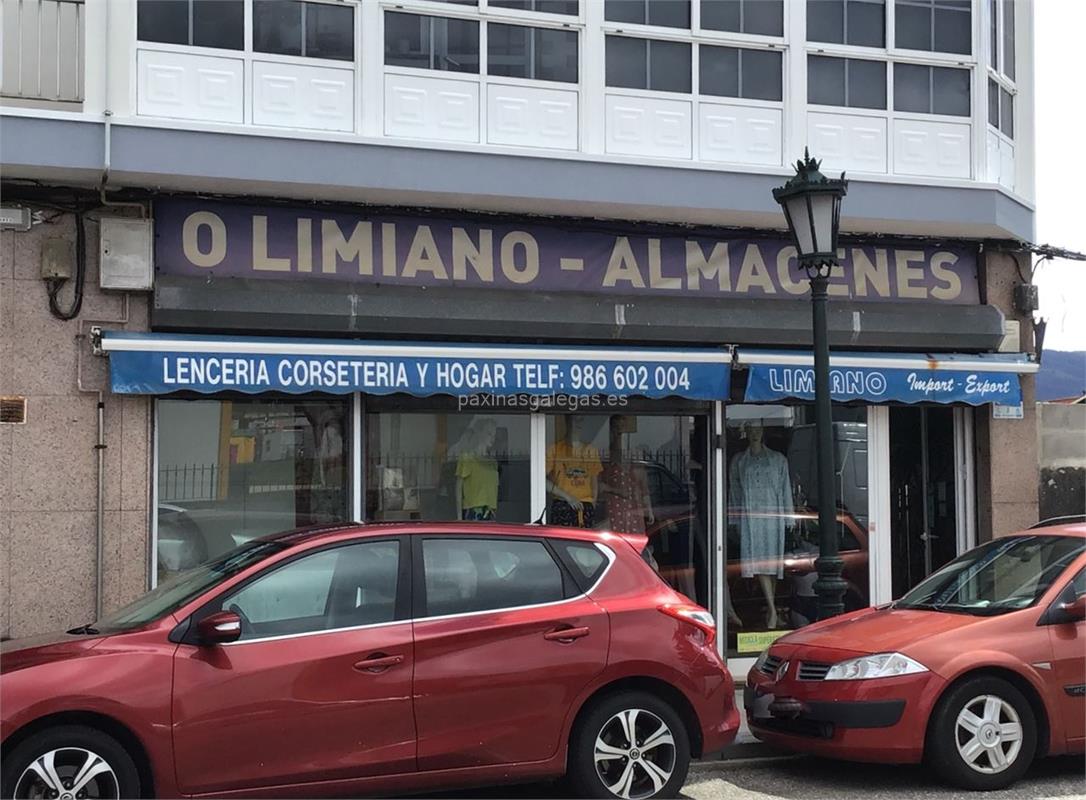 O LIMIANO - ALMACENES
LENCERIA CORSETERIA Y HOGAR TELF: 986 602 004
LIMIANO Import - Export
paxinasgalegas.es